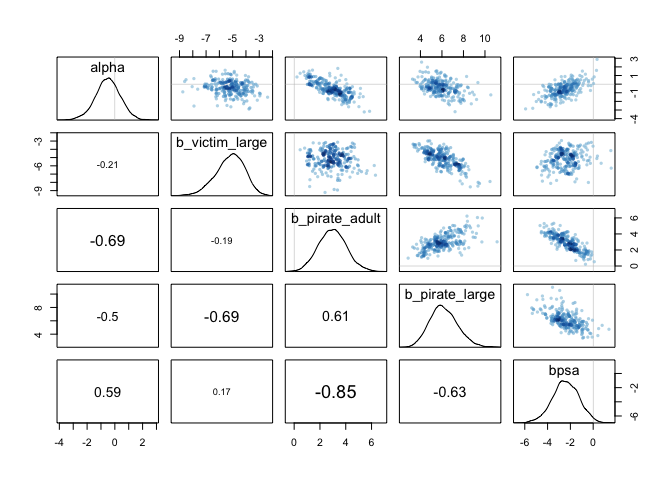 -9 -7 -5 -3
4 6 8 10
alpha
-4 -3 -1 1 3
-9 -6 -3
-0.21
b_victim_large
-0.69
-0.19
b_pirate_adult
0 2 4 6
4 8
-0.5
-0.69
0.61
b_pirate_large
0.59
0.17
-0.85
-0.63
bpsa
-6 -2
-4 -2 0 2
0 2 4 6
-6 -4 -2 0